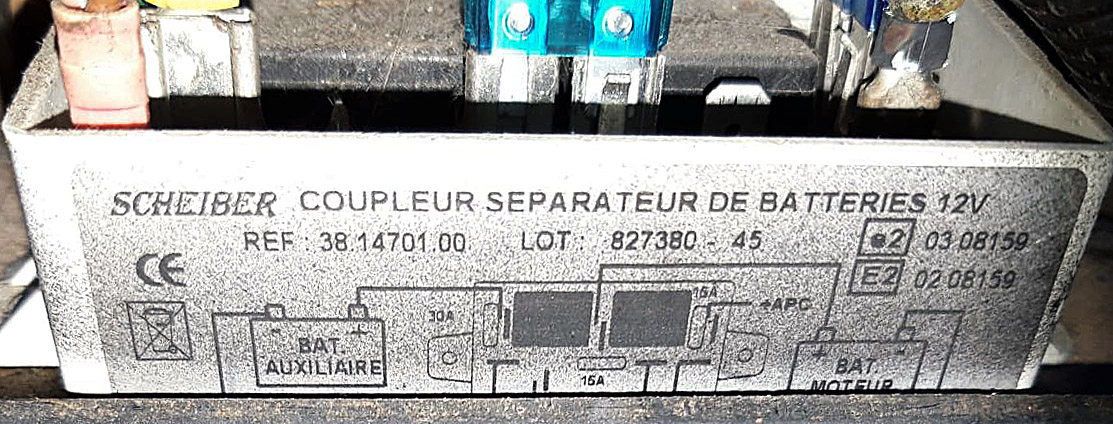 SCHEIBER COUPLEUR SEPARATEUR DE BATTERIES 12V
REF : 38.14701.00 LOT : 827380 - 45 e2 03 08159
CE E2 02 08159
30A 15A +APC
- +
BAT
AUXILIAIRE
15A
+ -
BAT
MOTEUR